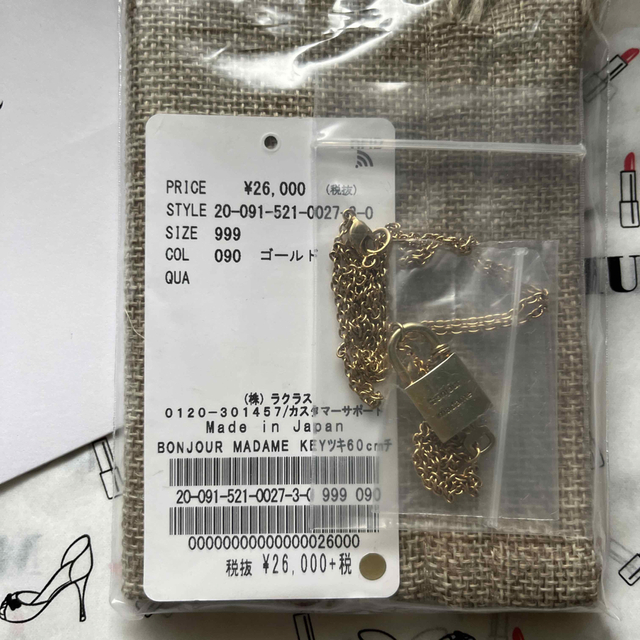 PRICE ¥26,000 (税抜)
STYLE 20-091-521-0027-3-0
SIZE 999
COL 090 ゴールド
QUA
(株) ラクラス
0120-301457/カスタマーサポート
Made in Japan
BONJOUR MADAME KEYツキ60cmチ
20-091-521-0027-3-0 999 090
00000000000000026000
税抜 ¥26,000+税